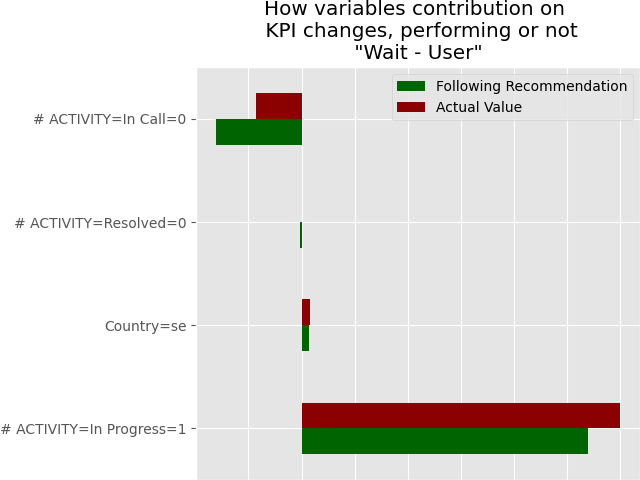 How variables contribution on
KPI changes, performing or not
"Wait - User"
Following Recommendation
Actual Value
# ACTIVITY=In Call=0
# ACTIVITY=Resolved=0
Country=se
# ACTIVITY=In Progress=1